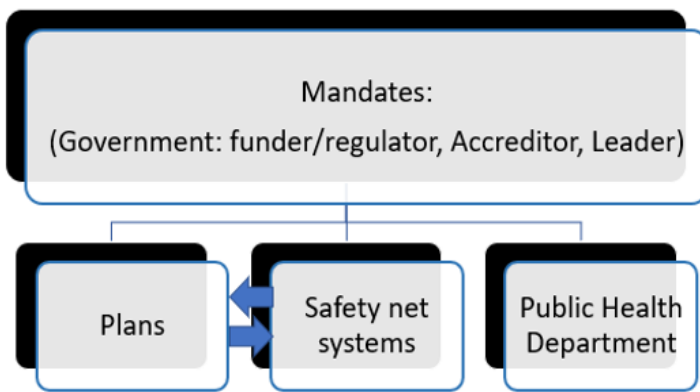 Mandates:
(Government: funder/regulator, Accreditor, Leader)
Plans
Safety net
systems
Public Health
Department